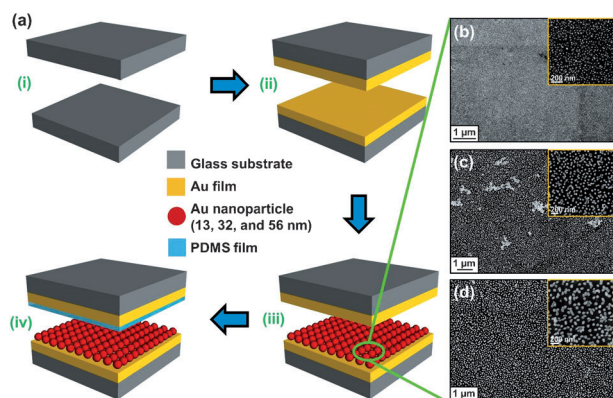 (a)
(i)
(ii)
Glass substrate
Au film
Au nanoparticle
(13, 32, and 56 nm)
PDMS film
(iv)
(iii)
(b)
200 nm
1 µm
(c)
200 nm
1 µm
(d)
200 nm
1 µm